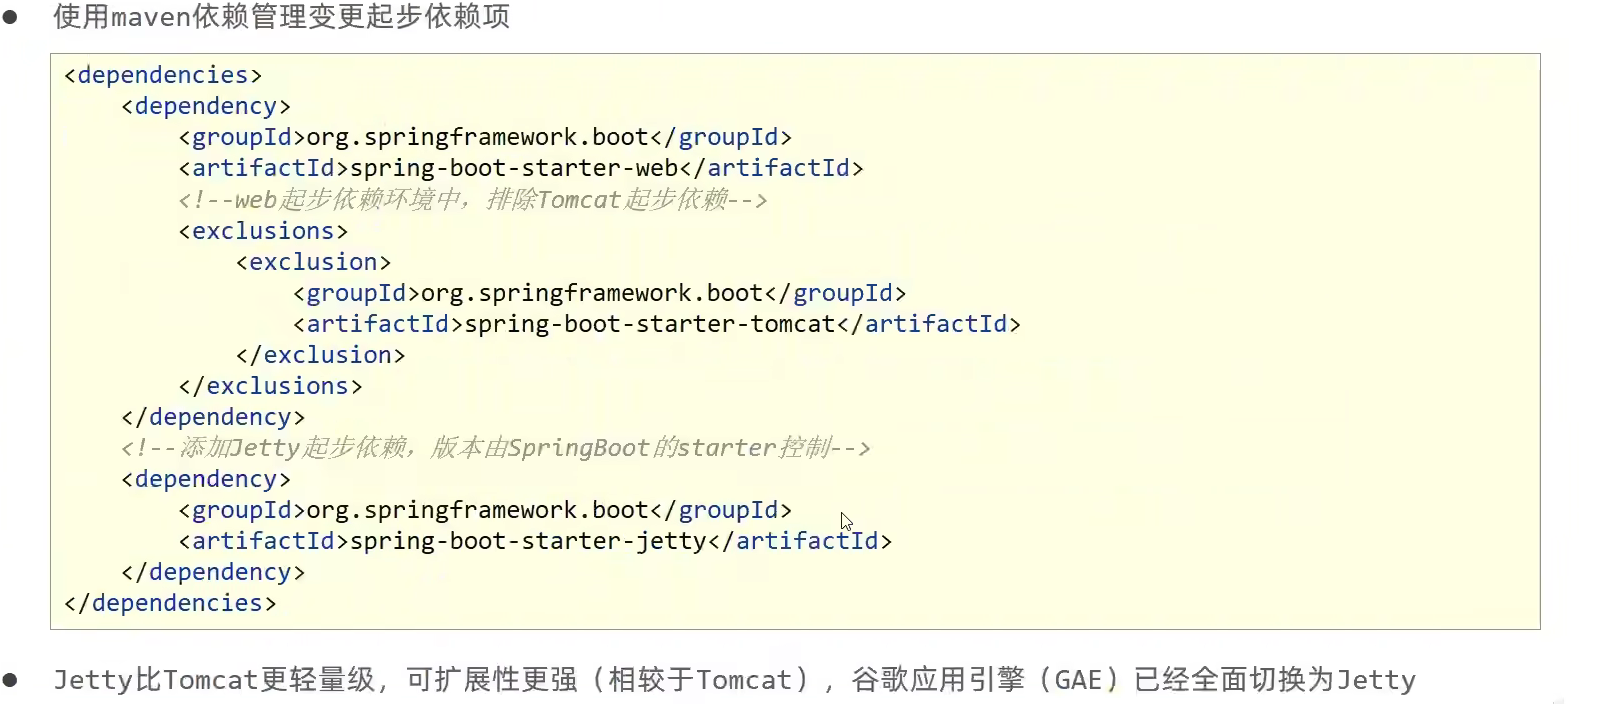 ● 使用maven依赖管理变更起步依赖项
<dependencies>
    <dependency>
        <groupId>org.springframework.boot</groupId>
        <artifactId>spring-boot-starter-web</artifactId>
        <!--web起步依赖环境中，排除Tomcat起步依赖-->
        <exclusions>
            <exclusion>
                <groupId>org.springframework.boot</groupId>
                <artifactId>spring-boot-starter-tomcat</artifactId>
            </exclusion>
        </exclusions>
    </dependency>
    <!--添加Jetty起步依赖，版本由SpringBoot的starter控制-->
    <dependency>
        <groupId>org.springframework.boot</groupId>
        <artifactId>spring-boot-starter-jetty</artifactId>
    </dependency>
</dependencies>
● Jetty比Tomcat更轻量级，可扩展性更强（相较于Tomcat），谷歌应用引擎（GAE）已经全面切换为Jetty